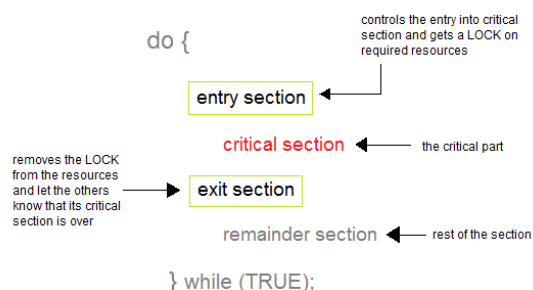 controls the entry into critical
section and gets a LOCK on
required resources
do {
entry section
critical section
the critical part
removes the LOCK
from the resources
and let the others
know that its critical
section is over
exit section
remainder section
rest of the section
} while (TRUE);